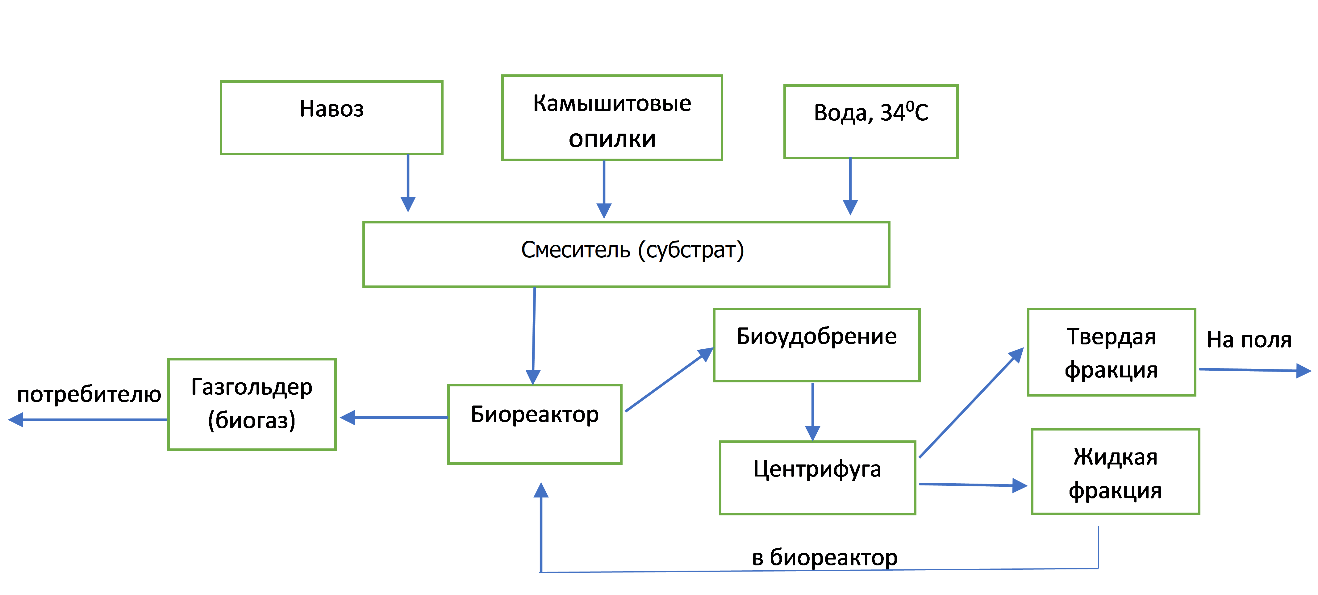 Навоз
Камышитовые
опилки
Вода, 34⁰С
Смеситель (субстрат)
Биоудобрение
Твердая
фракция
На поля
потребителю
Газгольдер
(биогаз)
Биореактор
Центрифуга
Жидкая
фракция
в биореактор